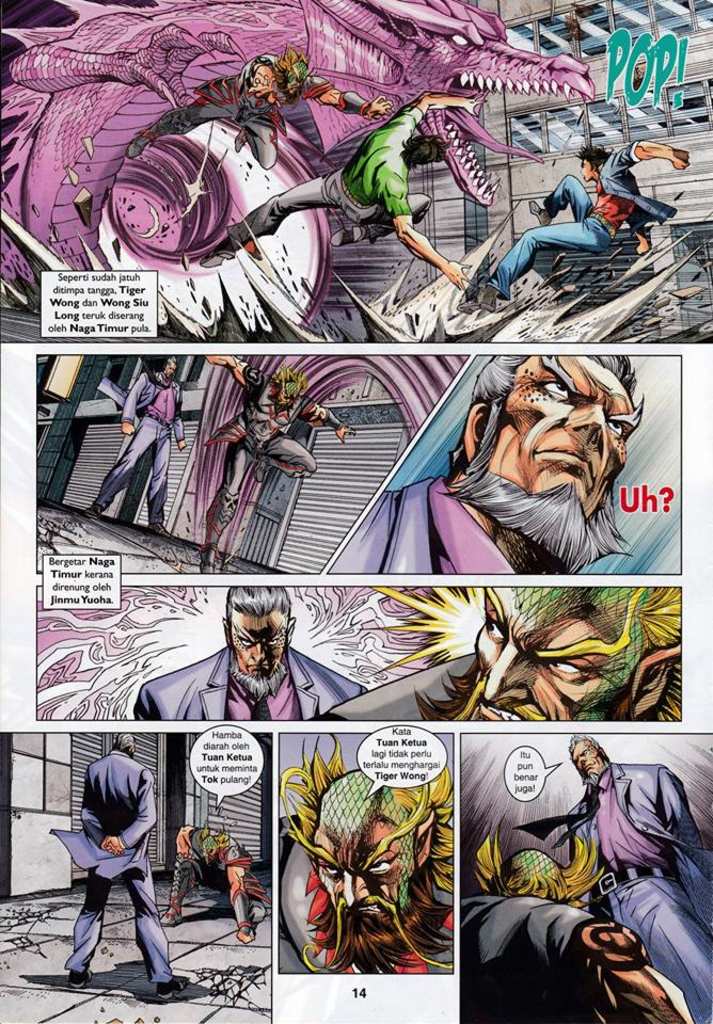 POP!
Seperti sudah jatuh
ditimpa tangga, Tiger
Wong dan Wong Siu
Long teruk diserang
oleh Naga Timur pula.
Uh?
Bergetar Naga
Timur kerana
direnung oleh
Jinmu Yuoha.
Hamba
diarah oleh
Tuan Ketua
untuk meminta
Tok pulang!
Kata
Tuan Ketua
lagi tidak perlu
terlalu menghargai
Tiger Wong!
Itu
pun
benar
juga!
14